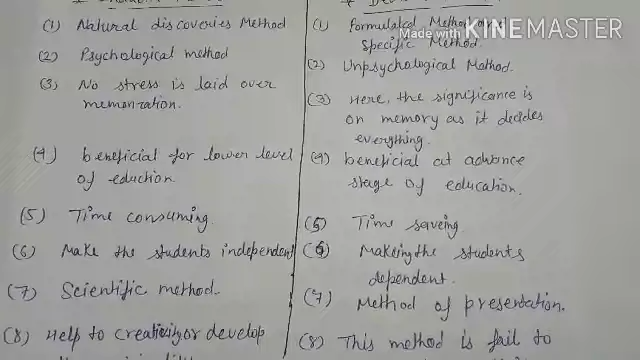 (1) Natural discoveries Method
(2) Psychological method
(3) No stress is laid over
memorization.
(4) beneficial for lower level
of eduction.
(5) Time consuming.
(6) Make the students independent
(7) Scientific method.
(8) Help to creativity or develop
(1) Formulated Method
Specific Method.
(2) Unpsychological Method.
(3) Here, the significance is
on memory as it decides
everything.
(4) beneficial at advance
stage of education.
(5) Time saveing.
(6) Makeing the students
dependent.
(7) Method of presentation.
(8) This method is fail to
Made with KINEMASTER